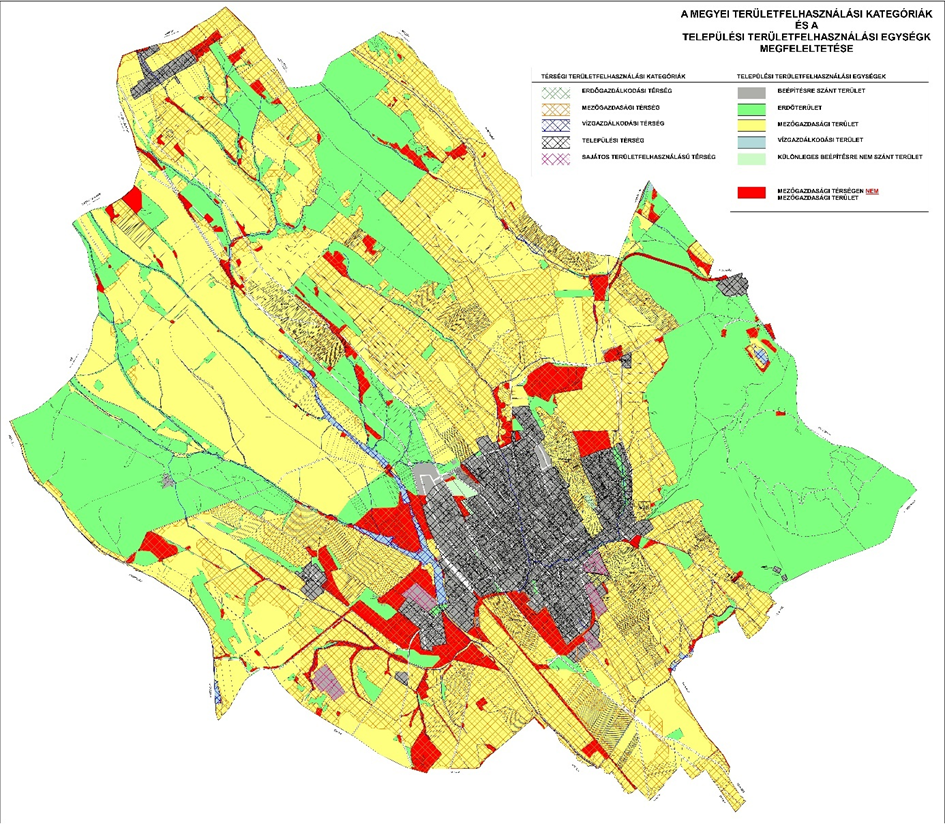 A MEGYEI TERÜLETFELHASZNÁLÁSI KATEGÓRIÁK
ÉS A
TELEPÜLÉSI TERÜLETFELHASZNÁLÁSI EGYSÉGK
MEGFELELTETÉSE
TÉRSÉGI TERÜLETFELHASZNÁLÁSI KATEGÓRIÁK
ERDŐGAZDÁLKODÁSI TÉRSÉG
MEZŐGAZDASÁGI TÉRSÉG
VÍZGAZDÁLKODÁSI TÉRSÉG
TELEPÜLÉSI TÉRSÉG
SAJÁTOS TERÜLETFELHASZNÁLÁSÚ TÉRSÉG
TELEPÜLÉSI TERÜLETFELHASZNÁLÁSI EGYSÉGEK
BEÉPÍTÉSRE SZÁNT TERÜLET
ERDŐTERÜLET
MEZŐGAZDASÁGI TERÜLET
VÍZGAZDÁLKODÁSI TERÜLET
KÜLÖNLEGES BEÉPÍTÉSRE NEM SZÁNT TERÜLET
MEZŐGAZDASÁGI TÉRSÉGEN NEM
MEZŐGAZDASÁGI TERÜLET